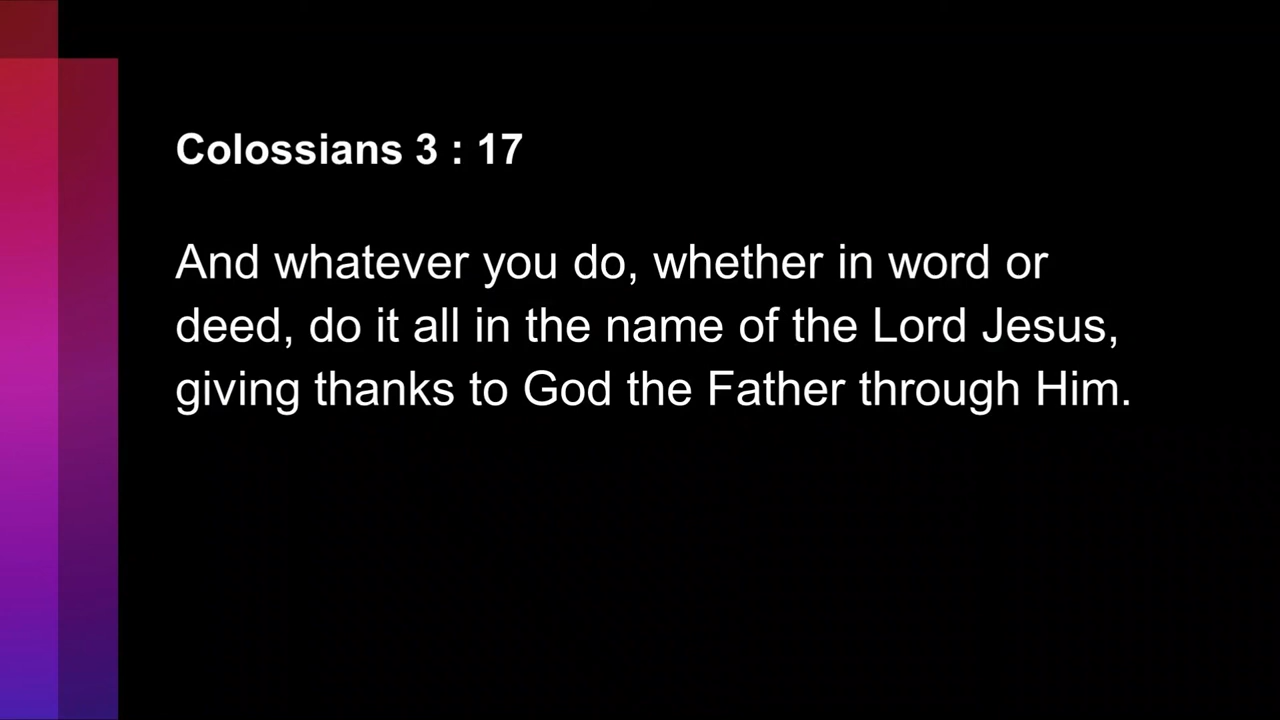 Colossians 3 : 17
And whatever you do, whether in word or
deed, do it all in the name of the Lord Jesus,
giving thanks to God the Father through Him.